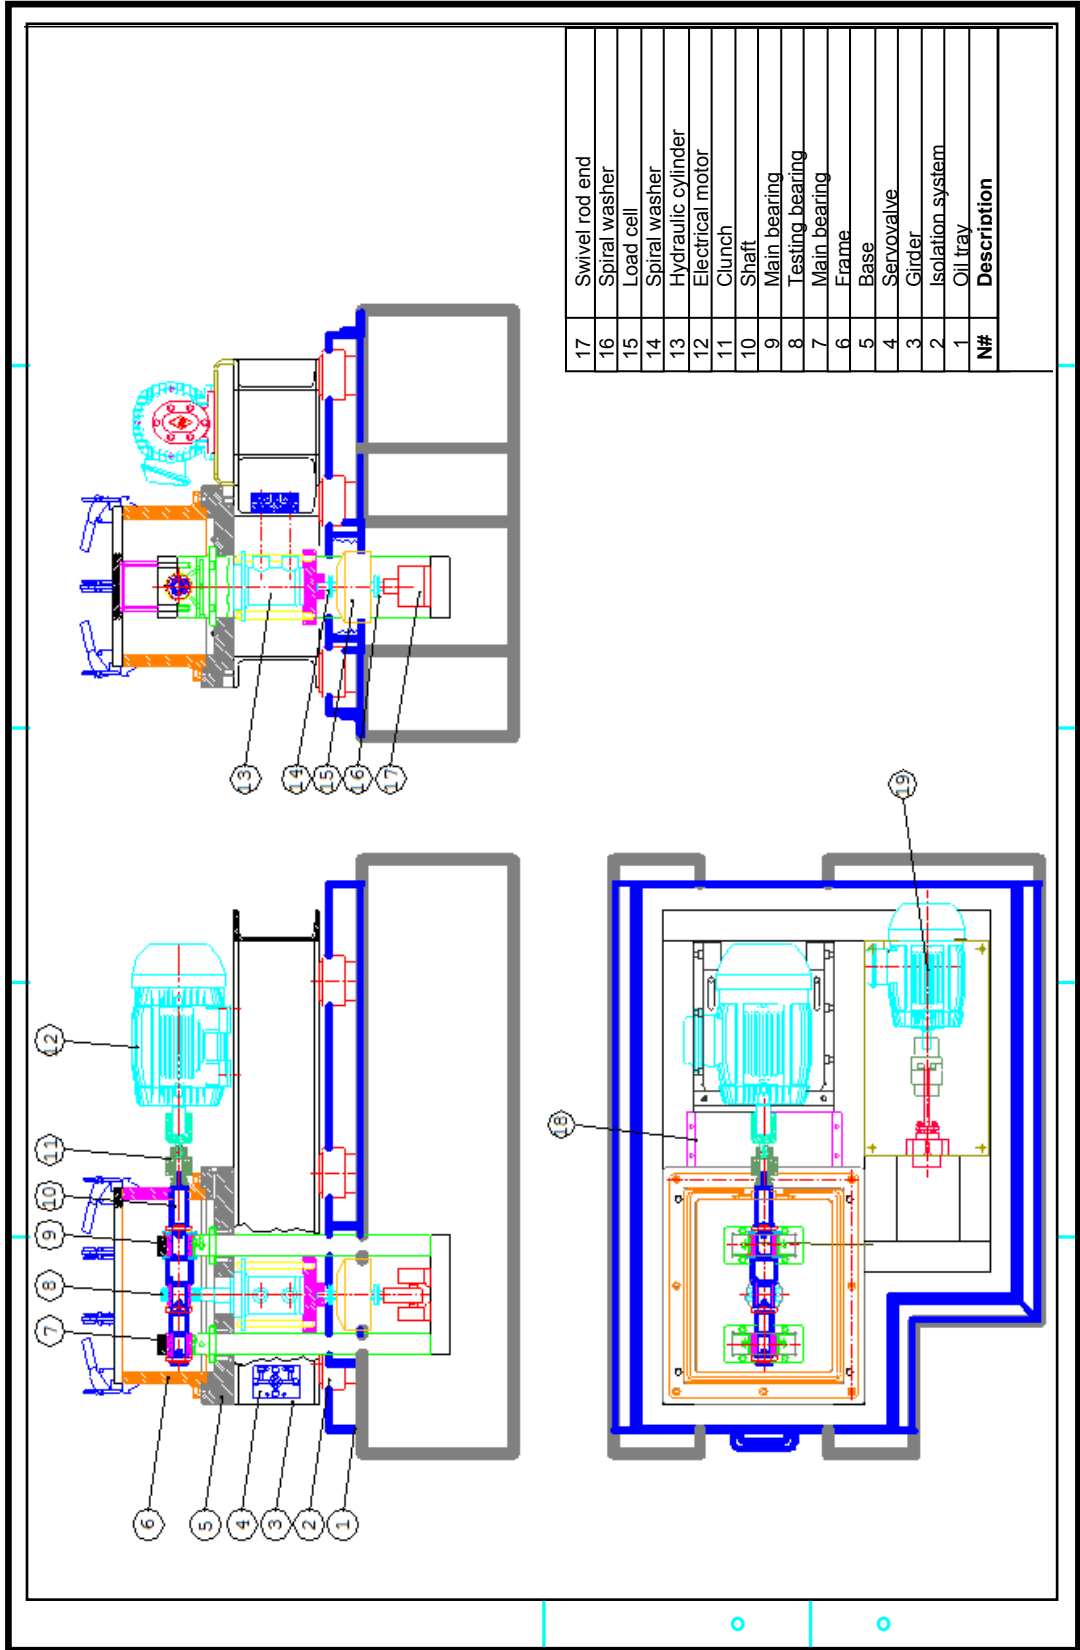 17 Swivel rod end
16 Spiral washer
15 Load cell
14 Spiral washer
13 Hydraulic cylinder
12 Electrical motor
11 Clunch
10 Shaft
9 Main bearing
8 Testing bearing
7 Main bearing
6 Frame
5 Base
4 Servovalve
3 Girder
2 Isolation system
1 Oil tray
N# Description
13
14
15
16
17
12
11
10
9
8
7
6
5
4
3
2
1
18
19